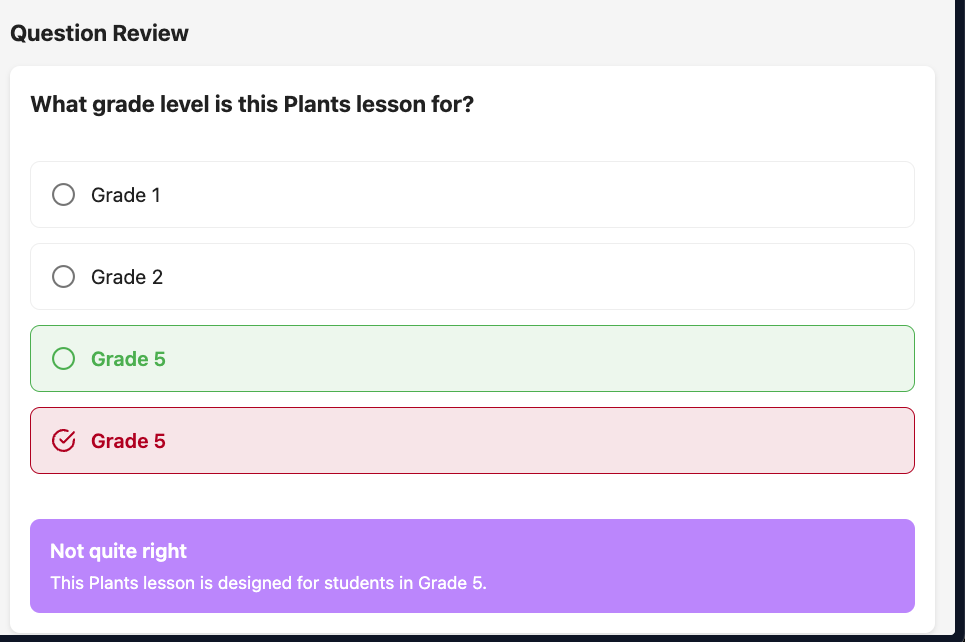 Question Review
What grade level is this Plants lesson for?
Grade 1
Grade 2
Grade 5
Grade 5
Not quite right
This Plants lesson is designed for students in Grade 5.